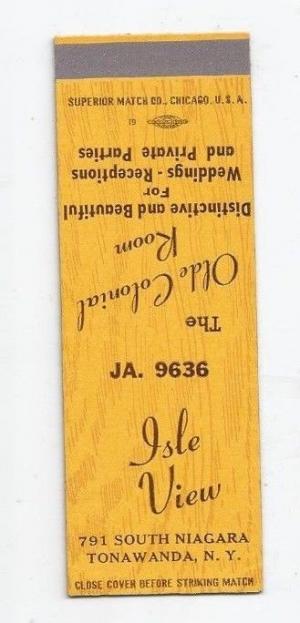 SUPERIOR MATCH CO., CHICAGO, U.S.A.
19
The
Olde Colonial
Room
Distinctive and Beautiful
For
Weddings - Receptions
and Private Parties
JA. 9636
Isle
View
791 SOUTH NIAGARA
TONAWANDA, N. Y.
CLOSE COVER BEFORE STRIKING MATCH